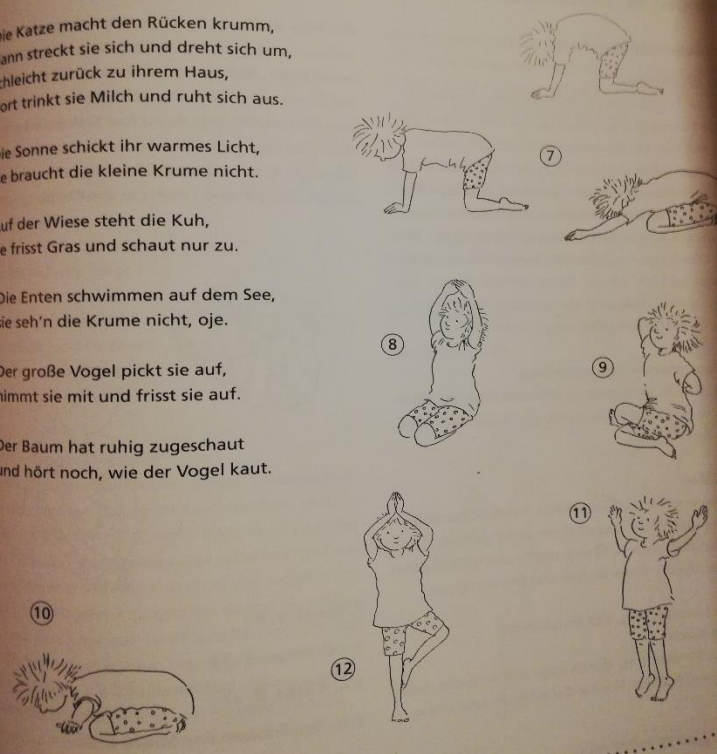 ie Katze macht den Rücken krumm,
ann streckt sie sich und dreht sich um,
chleicht zurück zu ihrem Haus,
ort trinkt sie Milch und ruht sich aus.
ie Sonne schickt ihr warmes Licht,
e braucht die kleine Krume nicht.
uf der Wiese steht die Kuh,
e frisst Gras und schaut nur zu.
Die Enten schwimmen auf dem See,
sie seh'n die Krume nicht, oje.
Der große Vogel pickt sie auf,
nimmt sie mit und frisst sie auf.
Der Baum hat ruhig zugeschaut
und hört noch, wie der Vogel kaut.
7
8
9
10
11
12